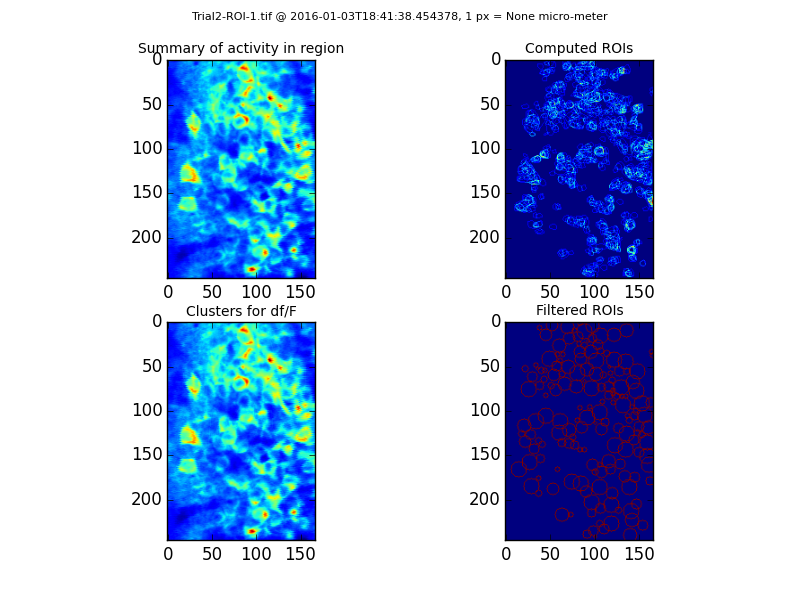 Trial2-ROI-1.tif @ 2016-01-03T18:41:38.454378, 1 px = None micro-meter
Summary of activity in region
0
50
100
150
200
0 50 100 150
Computed ROIs
0
50
100
150
200
0 50 100 150
Clusters for df/F
0
50
100
150
200
0 50 100 150
Filtered ROIs
0
50
100
150
200
0 50 100 150